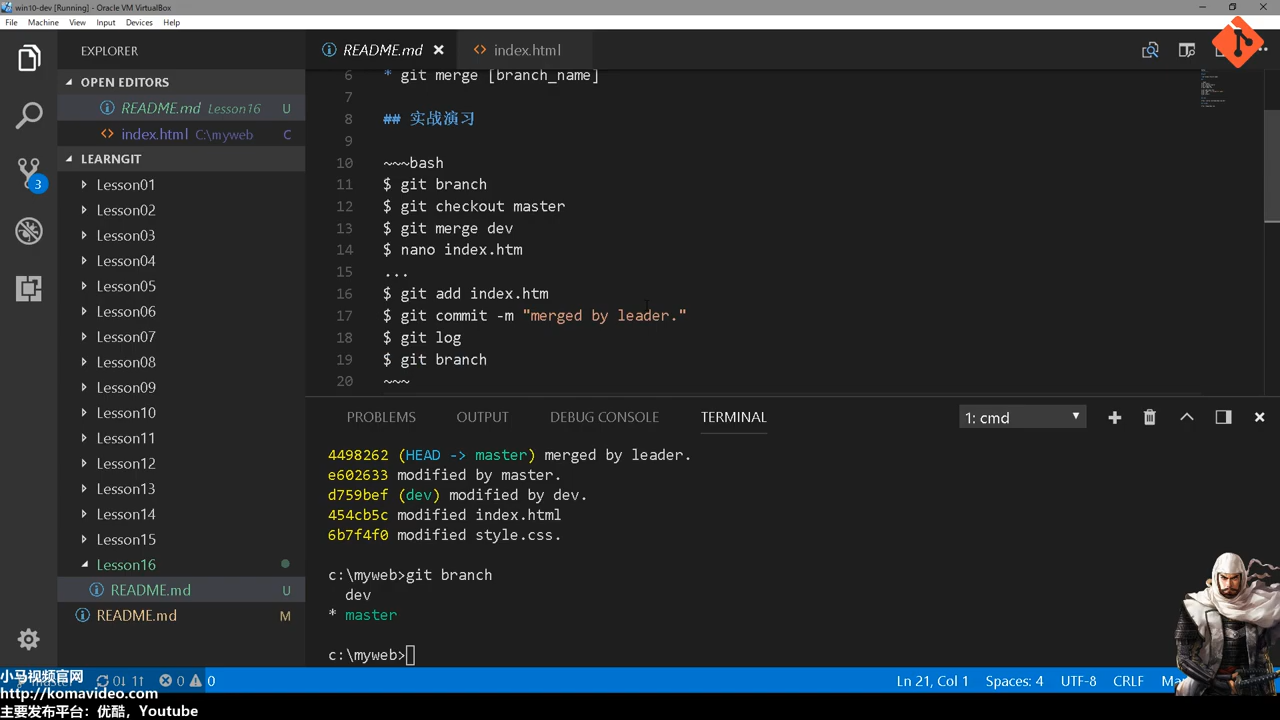 win10-dev [Running] - Oracle VM VirtualBox
File Machine View Input Devices Help
EXPLORER
README.md
index.html
OPEN EDITORS
README.md Lesson16 U
index.html C:\myweb C
LEARNGIT
Lesson01
Lesson02
Lesson03
Lesson04
Lesson05
Lesson06
Lesson07
Lesson08
Lesson09
Lesson10
Lesson11
Lesson12
Lesson13
Lesson14
Lesson15
Lesson16
README.md U
README.md M
3
6 * git merge [branch_name]
7
8 ## 实战演习
9
10 ~~~bash
11 $ git branch
12 $ git checkout master
13 $ git merge dev
14 $ nano index.htm
15 ...
16 $ git add index.htm
17 $ git commit -m "merged by leader."
18 $ git log
19 $ git branch
20 ~~~
PROBLEMS OUTPUT DEBUG CONSOLE TERMINAL 1: cmd
4498262 (HEAD -> master) merged by leader.
e602633 modified by master.
d759bef (dev) modified by dev.
454cb5c modified index.html
6b7f4f0 modified style.css.
c:\myweb>git branch
dev
* master
c:\myweb>
小马视频官网
http://komavideo.com
主要发布平台：优酷，Youtube
0↓ 1↑ 0 0
Ln 21, Col 1 Spaces: 4 UTF-8 CRLF